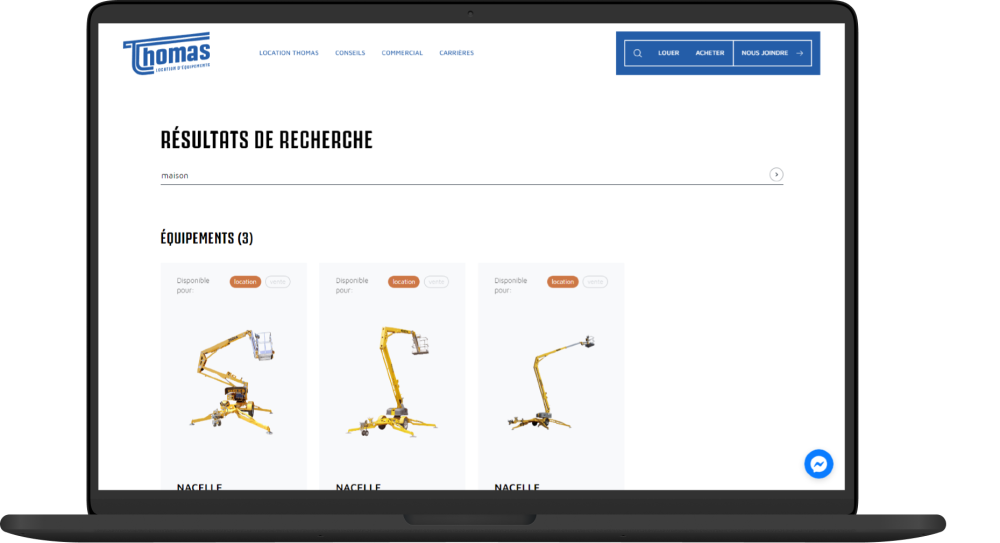 Thomas
LOCATION D'ÉQUIPEMENTS
LOCATION THOMAS CONSEILS COMMERCIAL CARRIÈRES
LOUER ACHETER NOUS JOINDRE →
RÉSULTATS DE RECHERCHE
maison
ÉQUIPEMENTS (3)
Disponible pour: location vente
Disponible pour: location vente
Disponible pour: location vente
NACELLE NACELLE NACELLE